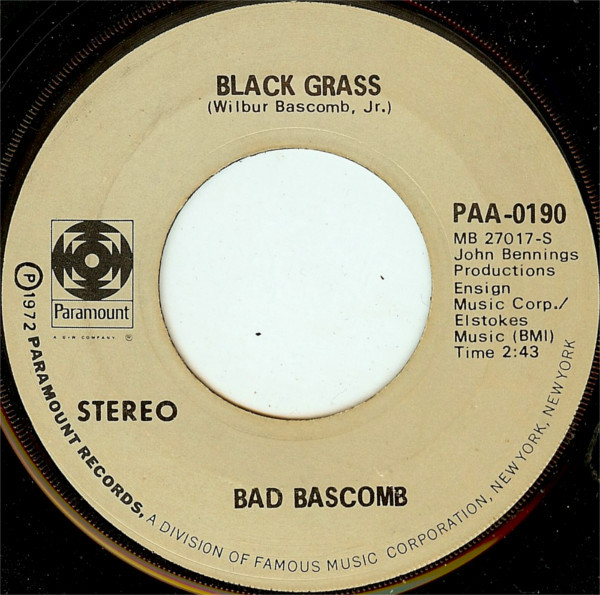 BLACK GRASS
(Wilbur Bascomb, Jr.)
PAA-0190
MB 27017-S
John Bennings
Productions
Ensign
Music Corp./
Elstokes
Music (BMI)
Time 2:43
Paramount
A G+W COMPANY ®
STEREO
BAD BASCOMB
℗1972 PARAMOUNT RECORDS, A DIVISION OF FAMOUS MUSIC CORPORATION, NEW YORK, NEW YORK